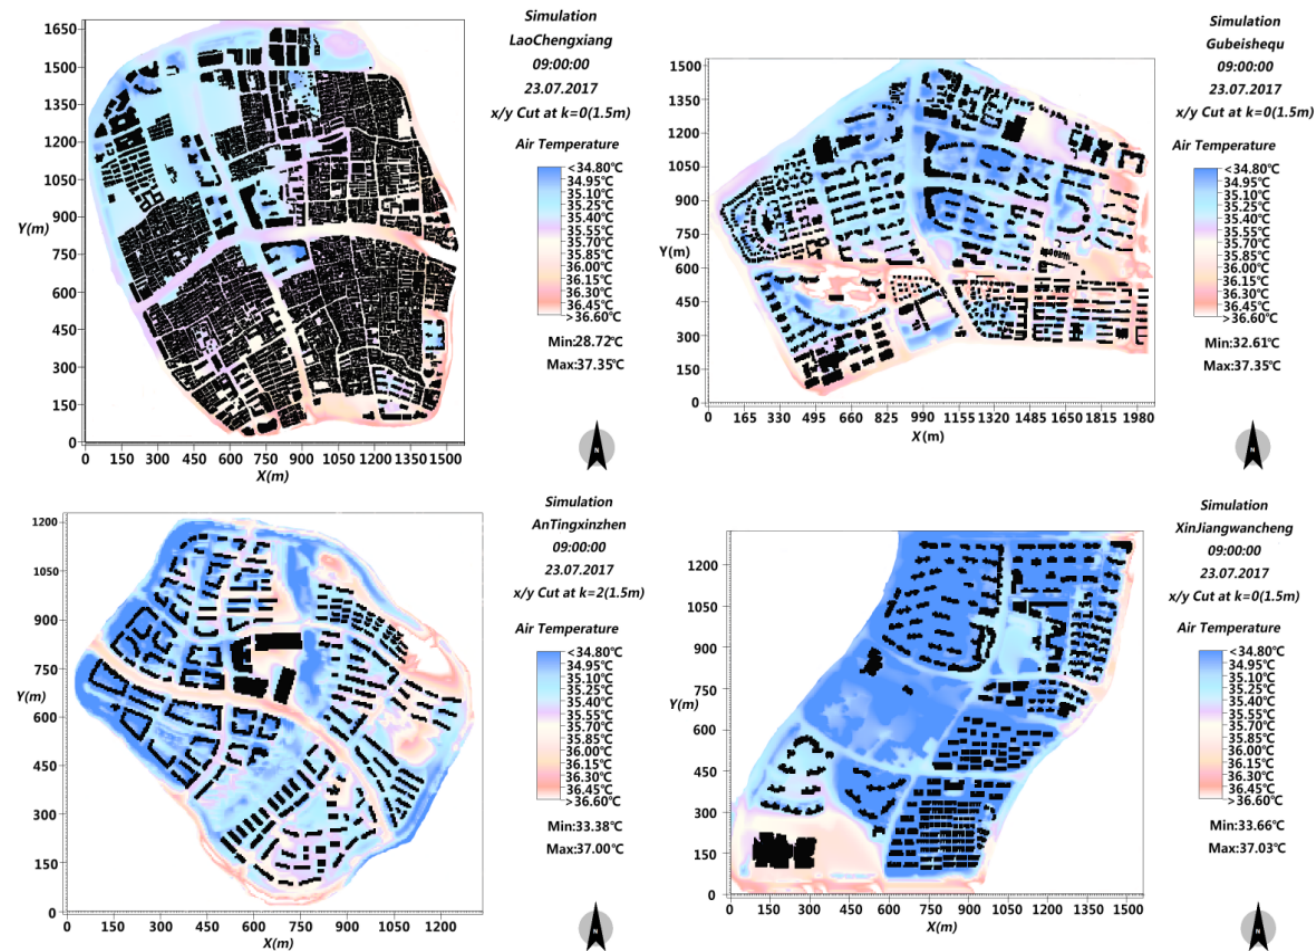 Simulation
LaoChengxiang
09:00:00
23.07.2017
x/y Cut at k=0(1.5m)
Air Temperature
<34.80℃
34.95℃
35.10℃
35.25℃
35.40℃
35.55℃
35.70℃
35.85℃
36.00℃
36.15℃
36.30℃
36.45℃
>36.60℃
Min:28.72℃
Max:37.35℃
N
1650
1500
1350
1200
1050
900
750
600
450
300
150
0
Y(m)
0 150 300 450 600 750 900 1050 1200 1350 1500
X(m)
Simulation
Gubeishequ
09:00:00
23.07.2017
x/y Cut at k=0(1.5m)
Air Temperature
<34.80℃
34.95℃
35.10℃
35.25℃
35.40℃
35.55℃
35.70℃
35.85℃
36.00℃
36.15℃
36.30℃
36.45℃
>36.60℃
Min:32.61℃
Max:37.35℃
N
1500
1350
1200
1050
900
750
600
450
300
150
0
Y(m)
0 165 330 495 660 825 990 1155 1320 1485 1650 1815 1980
X(m)
Simulation
AnTingxinzhen
09:00:00
23.07.2017
x/y Cut at k=2(1.5m)
Air Temperature
<34.80℃
34.95℃
35.10℃
35.25℃
35.40℃
35.55℃
35.70℃
35.85℃
36.00℃
36.15℃
36.30℃
36.45℃
>36.60℃
Min:33.38℃
Max:37.00℃
N
1200
1050
900
750
600
450
300
150
0
Y(m)
0 150 300 450 600 750 900 1050 1200
X(m)
Simulation
XinJiangwancheng
09:00:00
23.07.2017
x/y Cut at k=0(1.5m)
Air Temperature
<34.80℃
34.95℃
35.10℃
35.25℃
35.40℃
35.55℃
35.70℃
35.85℃
36.00℃
36.15℃
36.30℃
36.45℃
>36.60℃
Min:33.66℃
Max:37.03℃
N
1200
1050
900
750
600
450
300
150
0
Y(m)
0 150 300 450 600 750 900 1050 1200 1350 1500
X(m)